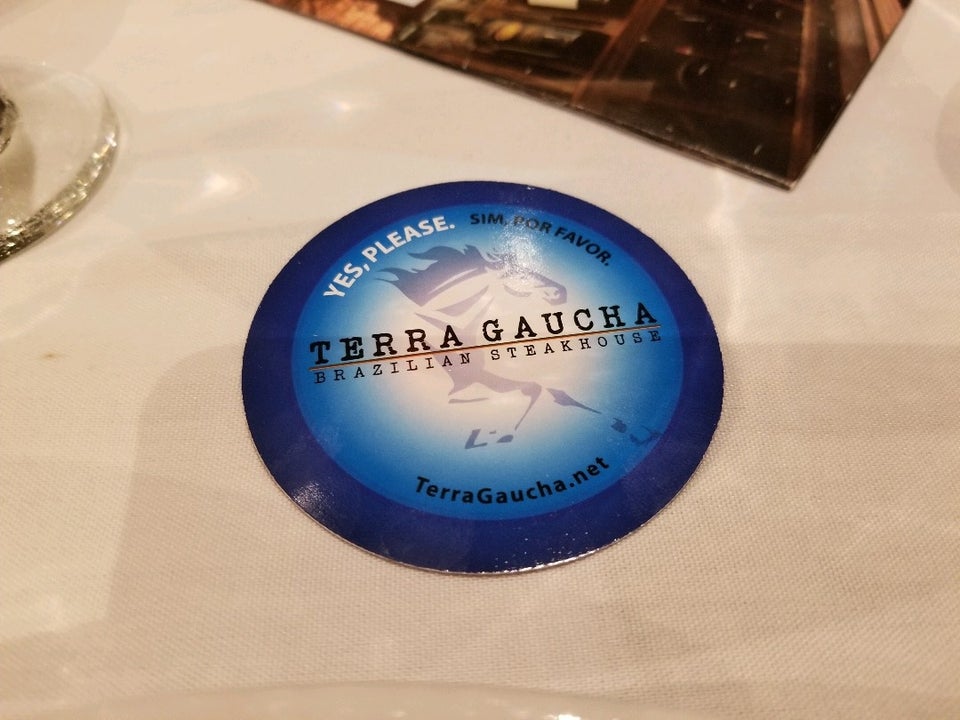 YES, PLEASE. SIM, POR FAVOR.
TERRA GAUCHA
BRAZILIAN STEAKHOUSE
TerraGaucha.net